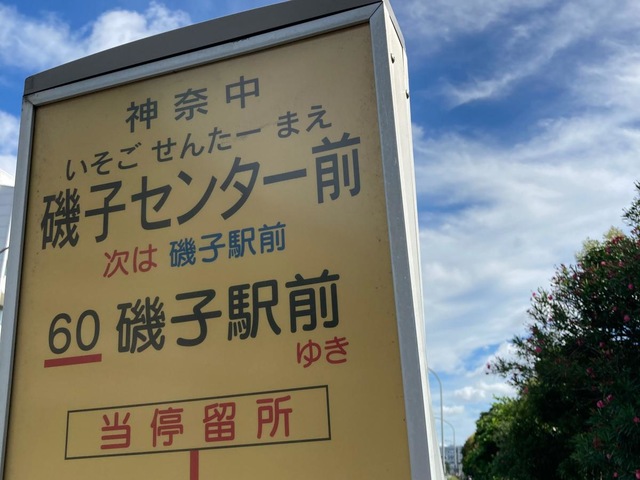 神奈中
いそご せんたー まえ
磯子センター前
次は 磯子駅前
60 磯子駅前
ゆき
当停留所